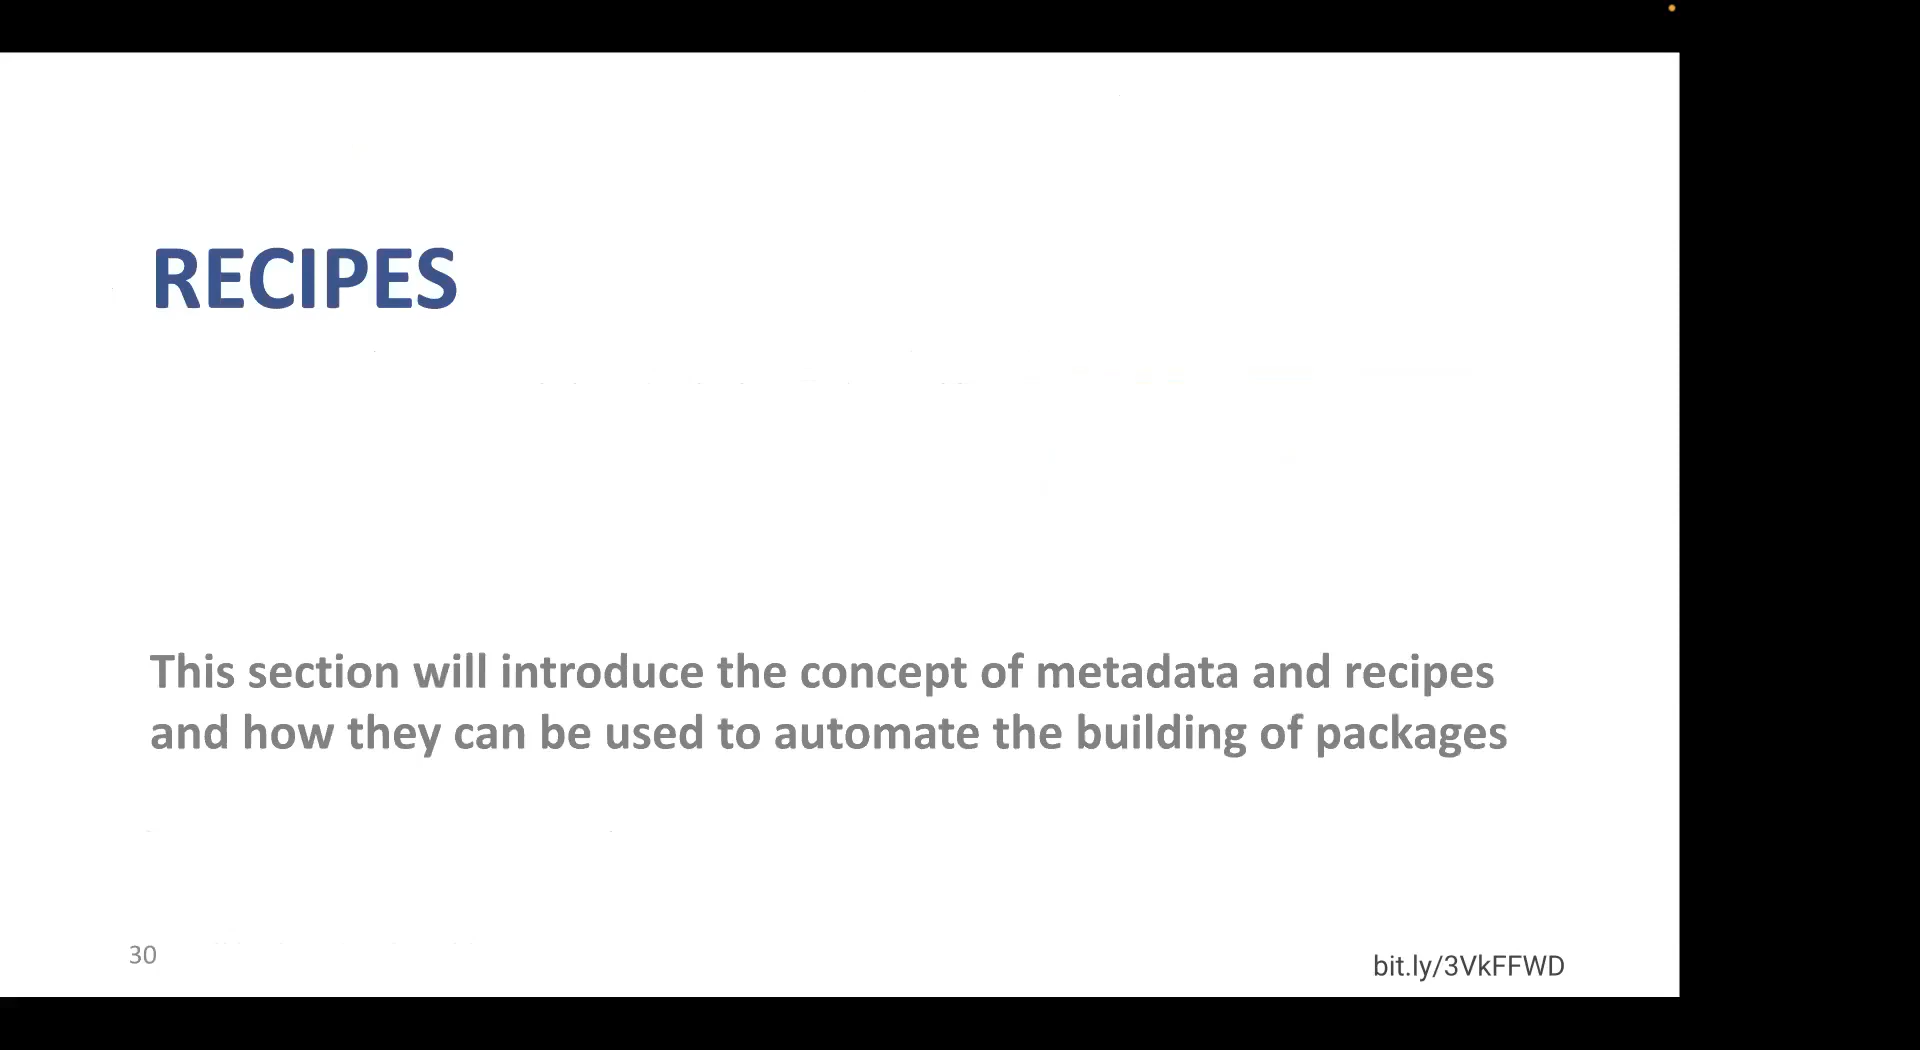 RECIPES
This section will introduce the concept of metadata and recipes
and how they can be used to automate the building of packages
30
bit.ly/3VkFFWD